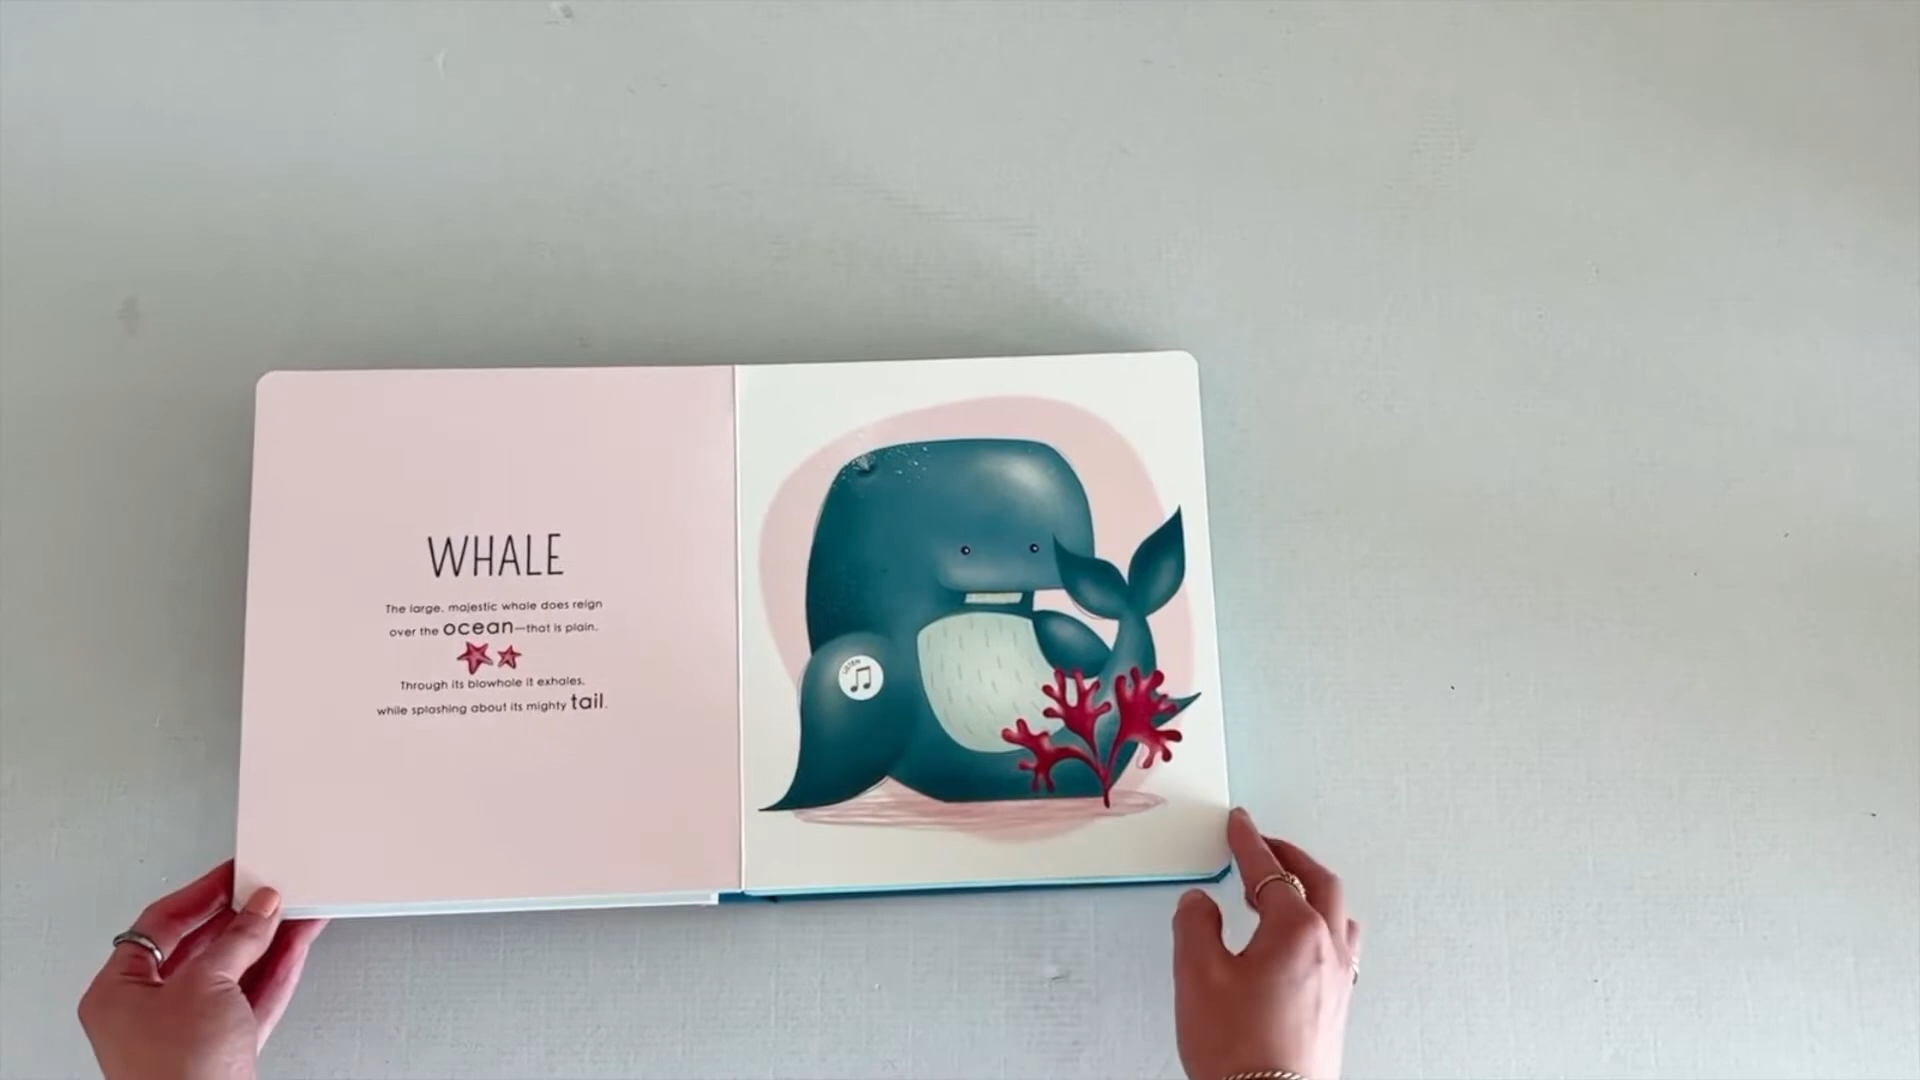 WHALE
The large, majestic whale does reign
over the ocean—that is plain.
Through its blowhole it exhales,
while splashing about its mighty tail.
LISTEN